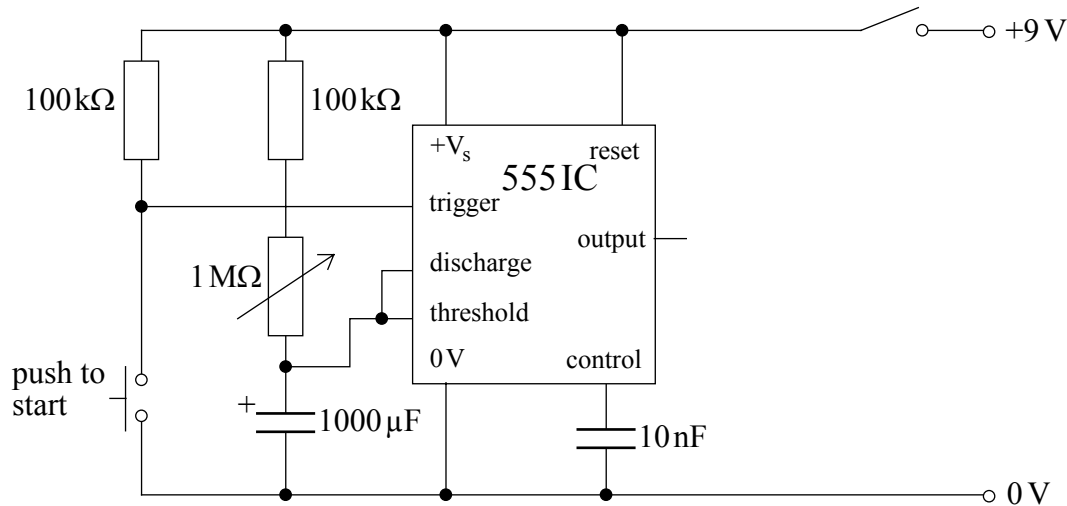 +9 V
100 kΩ
100 kΩ
+Vs
reset
555 IC
trigger
output
1 MΩ
discharge
threshold
0 V
control
push to
start
+
1000 µF
10 nF
0 V